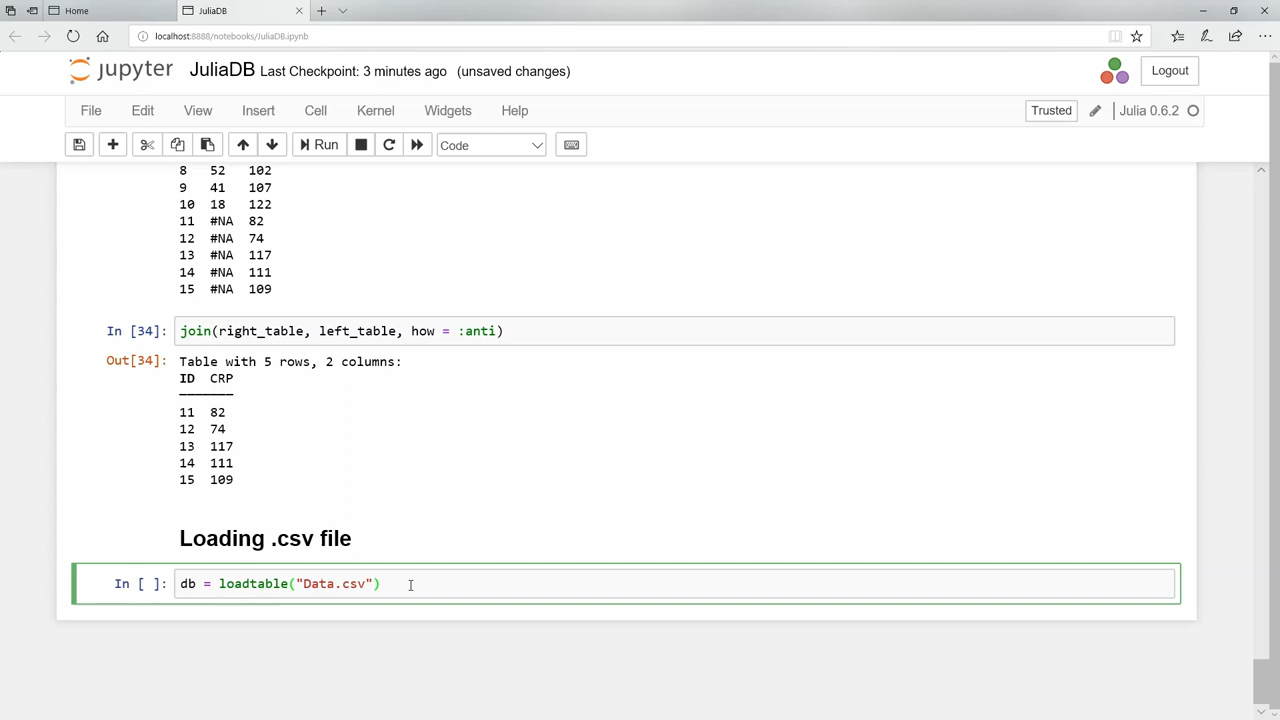 Home
JuliaDB
localhost:8888/notebooks/JuliaDB.ipynb
jupyter JuliaDB Last Checkpoint: 3 minutes ago (unsaved changes) Logout
File Edit View Insert Cell Kernel Widgets Help Trusted Julia 0.6.2
Run Code
8 52 102
9 41 107
10 18 122
11 #NA 82
12 #NA 74
13 #NA 117
14 #NA 111
15 #NA 109
In [34]: join(right_table, left_table, how = :anti)
Out[34]: Table with 5 rows, 2 columns:
ID CRP
11 82
12 74
13 117
14 111
15 109
Loading .csv file
In [ ]: db = loadtable("Data.csv")